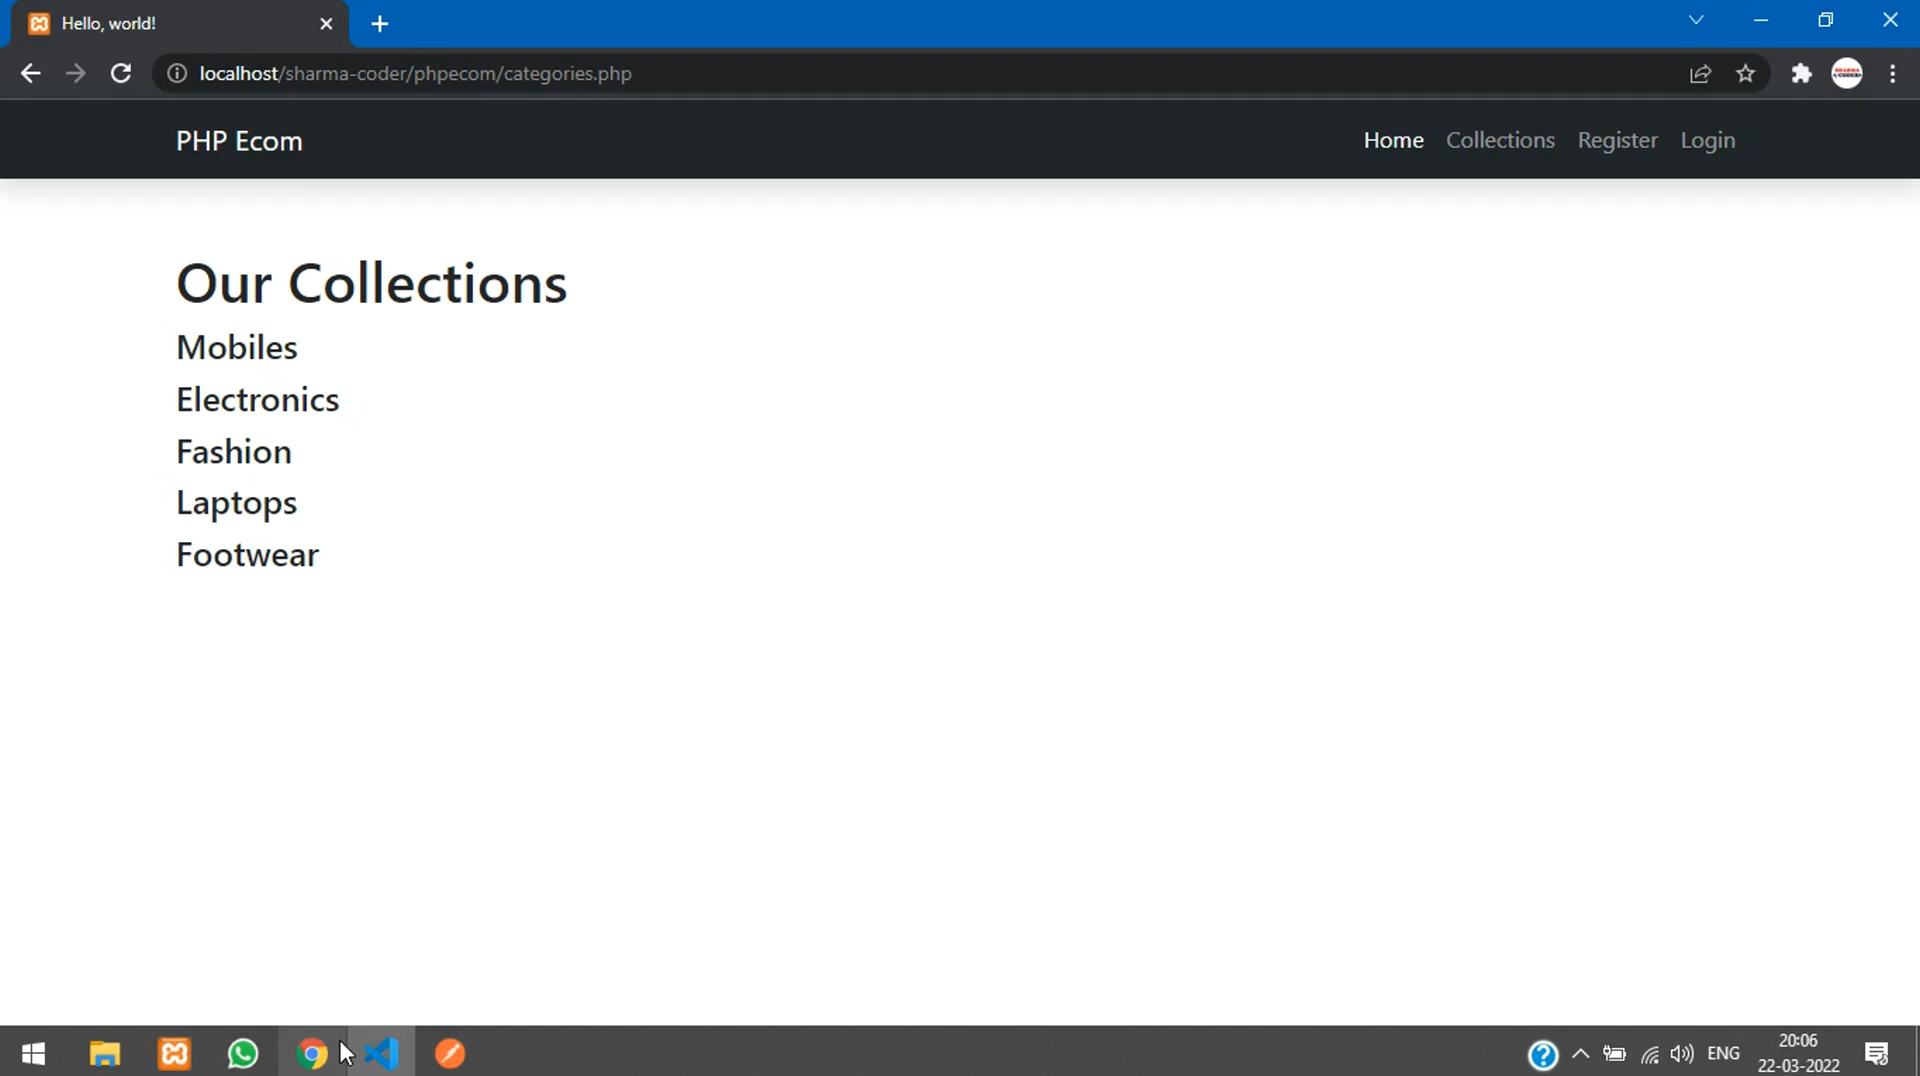 Hello, world!
localhost/sharma-coder/phpecom/categories.php
PHP Ecom
Home Collections Register Login
Our Collections
Mobiles
Electronics
Fashion
Laptops
Footwear
ENG
20:06
22-03-2022